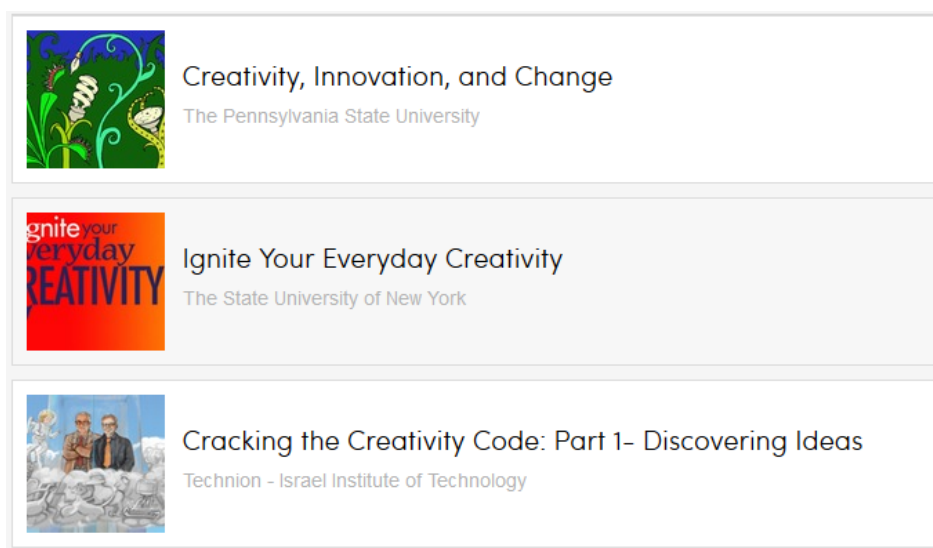 Creativity, Innovation, and Change
The Pennsylvania State University
gnite your
veryday
REATIVITY
Ignite Your Everyday Creativity
The State University of New York
Cracking the Creativity Code: Part 1- Discovering Ideas
Technion - Israel Institute of Technology